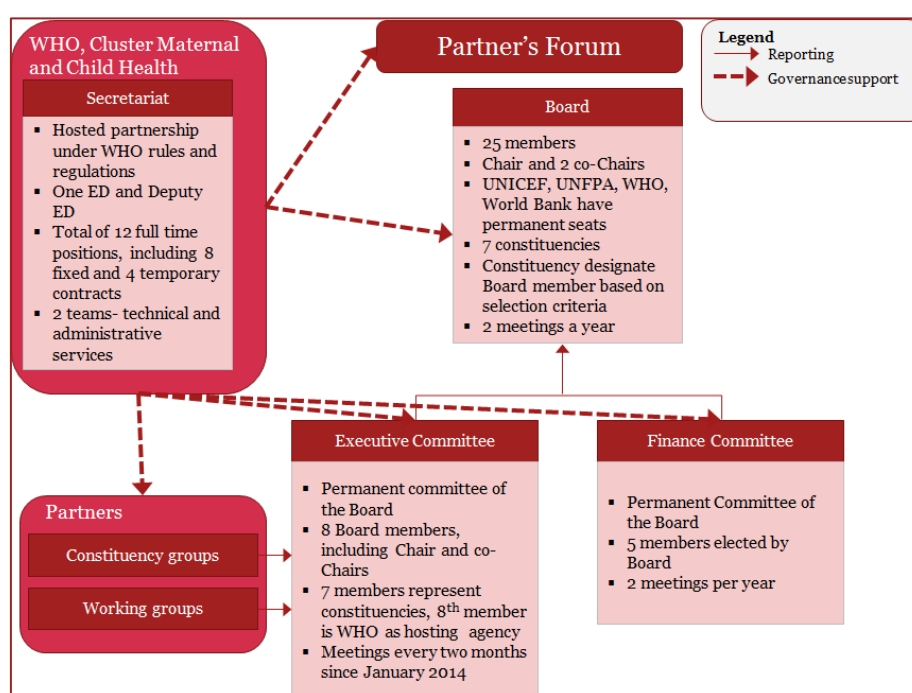 WHO, Cluster Maternal
and Child Health
Secretariat
▪ Hosted partnership
under WHO rules and
regulations
▪ One ED and Deputy
ED
▪ Total of 12 full time
positions, including 8
fixed and 4 temporary
contracts
▪ 2 teams- technical and
administrative
services
Partner's Forum
Legend
Reporting
Governance support
Board
▪ 25 members
▪ Chair and 2 co-Chairs
▪ UNICEF, UNFPA, WHO,
World Bank have
permanent seats
▪ 7 constituencies
▪ Constituency designate
Board member based on
selection criteria
▪ 2 meetings a year
Partners
Constituency groups
Working groups
Executive Committee
▪ Permanent committee of
the Board
▪ 8 Board members,
including Chair and co-
Chairs
▪ 7 members represent
constituencies, 8th member
is WHO as hosting agency
▪ Meetings every two months
since January 2014
Finance Committee
▪ Permanent Committee of
the Board
▪ 5 members elected by
Board
▪ 2 meetings per year